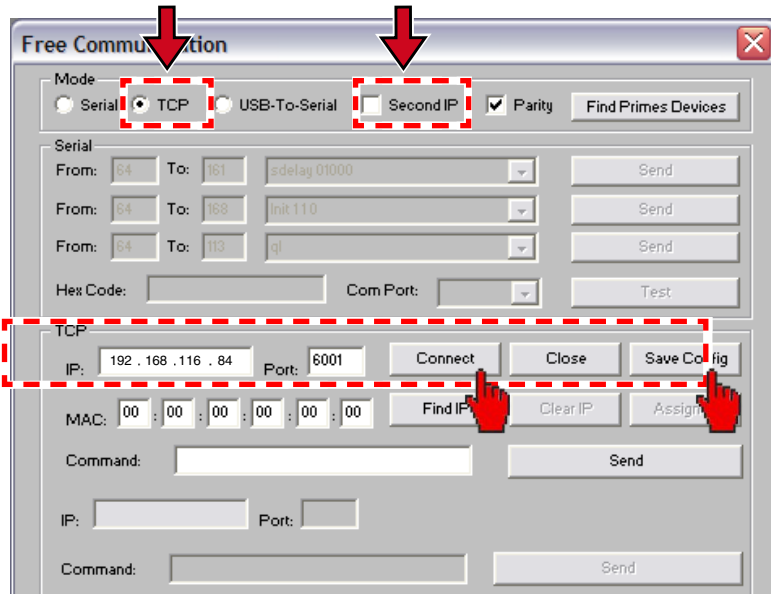 Free Communication
Mode
Serial TCP USB-To-Serial Second IP Parity Find Primes Devices
Serial
From: 64 To: 161 sdelay 01000 Send
From: 64 To: 168 Init 110 Send
From: 64 To: 113 ql Send
Hex Code: Com Port: Test
TCP
IP: 192 . 168 . 116 . 84 Port: 6001 Connect Close Save Config
MAC: 00 : 00 : 00 : 00 : 00 : 00 Find IP Clear IP Assign
Command: Send
IP: Port:
Command: Send